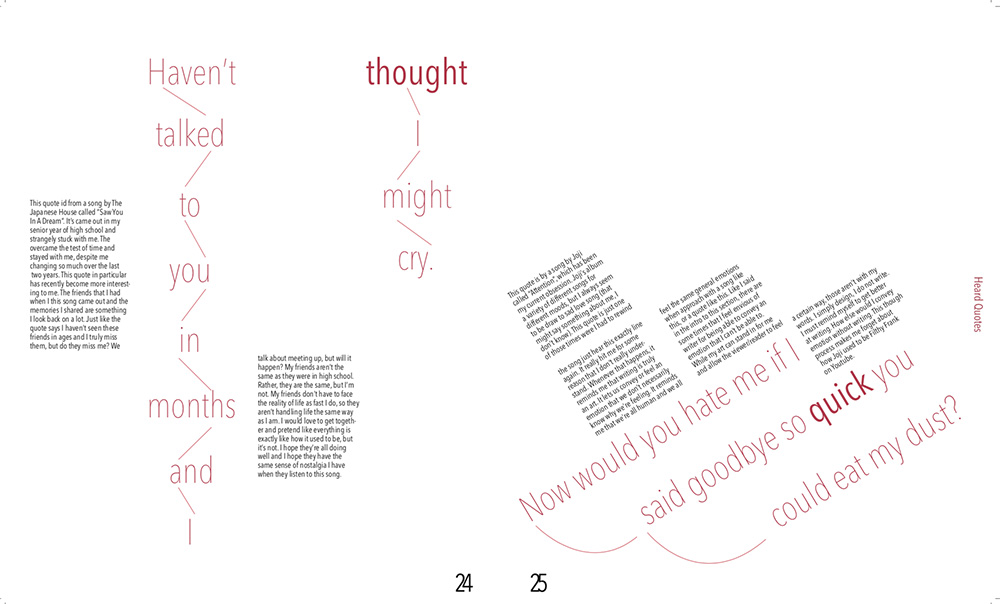 Haven't
talked
to
you
in
months
and
I
thought
I
might
cry.
This quote id from a song by The
Japanese House called "Saw You
In A Dream". It's came out in my
senior year of high school and
strangely stuck with me. The
overcame the test of time and
stayed with me, despite me
changing so much over the last
two years. This quote in particular
has recently become more interest-
ing to me. The friends that I had
when I this song came out and the
memories I shared are something
I look back on a lot. Just like the
quote says I haven't seen these
friends in ages and I truly miss
them, but do they miss me? We
talk about meeting up, but will it
happen? My friends aren't the
same as they were in high school.
Rather, they are the same, but I'm
not. My friends don't have to face
the reality of life as fast I do, so they
aren't handling life the same way
as I am. I would love to get togeth-
er and pretend like everything is
exactly like how it used to be, but
it's not. I hope they're all doing
well and I hope they have the
same sense of nostalgia I have
when they listen to this song.
24
This quote is by a song by Joji
called "Attention", which has been
my current obsession. Joji's album
a variety of different songs for
different moods, but I always seem
to be draw to sad love song (that
might say something about me, I
don't know). This quote is just one
of those times were I had to rewind
the song just hear this exactly line
again. It really hit me for some
reason that I don't really under-
stand. Whenever that happens, it
reminds me that writing is truly
an art. It lets us convey or feel an
emotion that we don't necessarily
know why we're feeling. It reminds
me that we're all human and we all
feel the same general emotions
when approach with a song like
this, or a quote like this. Like I said
in the intro to this section, there are
some times that I feel envious of
writer for being able to convey an
emotion that I can't be able to.
While my art can stand it for me
and allow the viewer/reader to feel
a certain way, those aren't with my
words. I simply design, I do not write.
I must remind myself to get better
at writing. How else would I convey
emotion without writing. This though
process makes me forget about
how Joji used to be Filthy Frank
on Youtube.
Now would you hate me if I
said goodbye so quick you
could eat my dust?
25
Heard Quotes